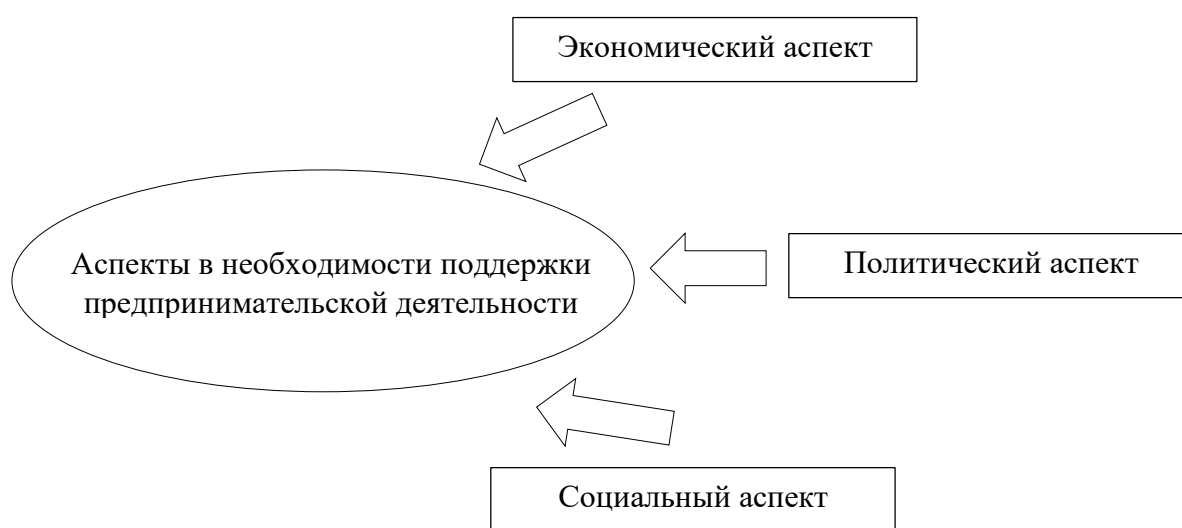 Экономический аспект
Аспекты в необходимости поддержки
предпринимательской деятельности
Политический аспект
Социальный аспект